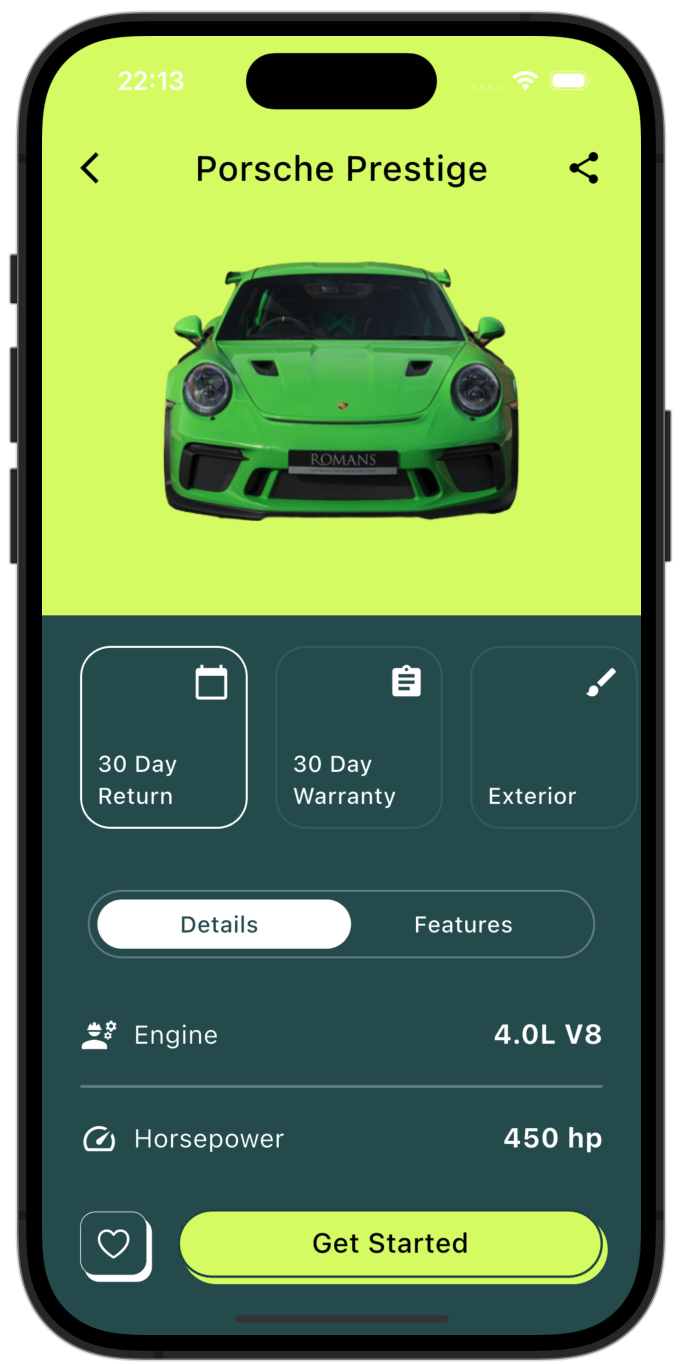 22:13
Porsche Prestige
ROMANS
30 Day
Return
30 Day
Warranty
Exterior
Details
Features
Engine
4.0L V8
Horsepower
450 hp
Get Started